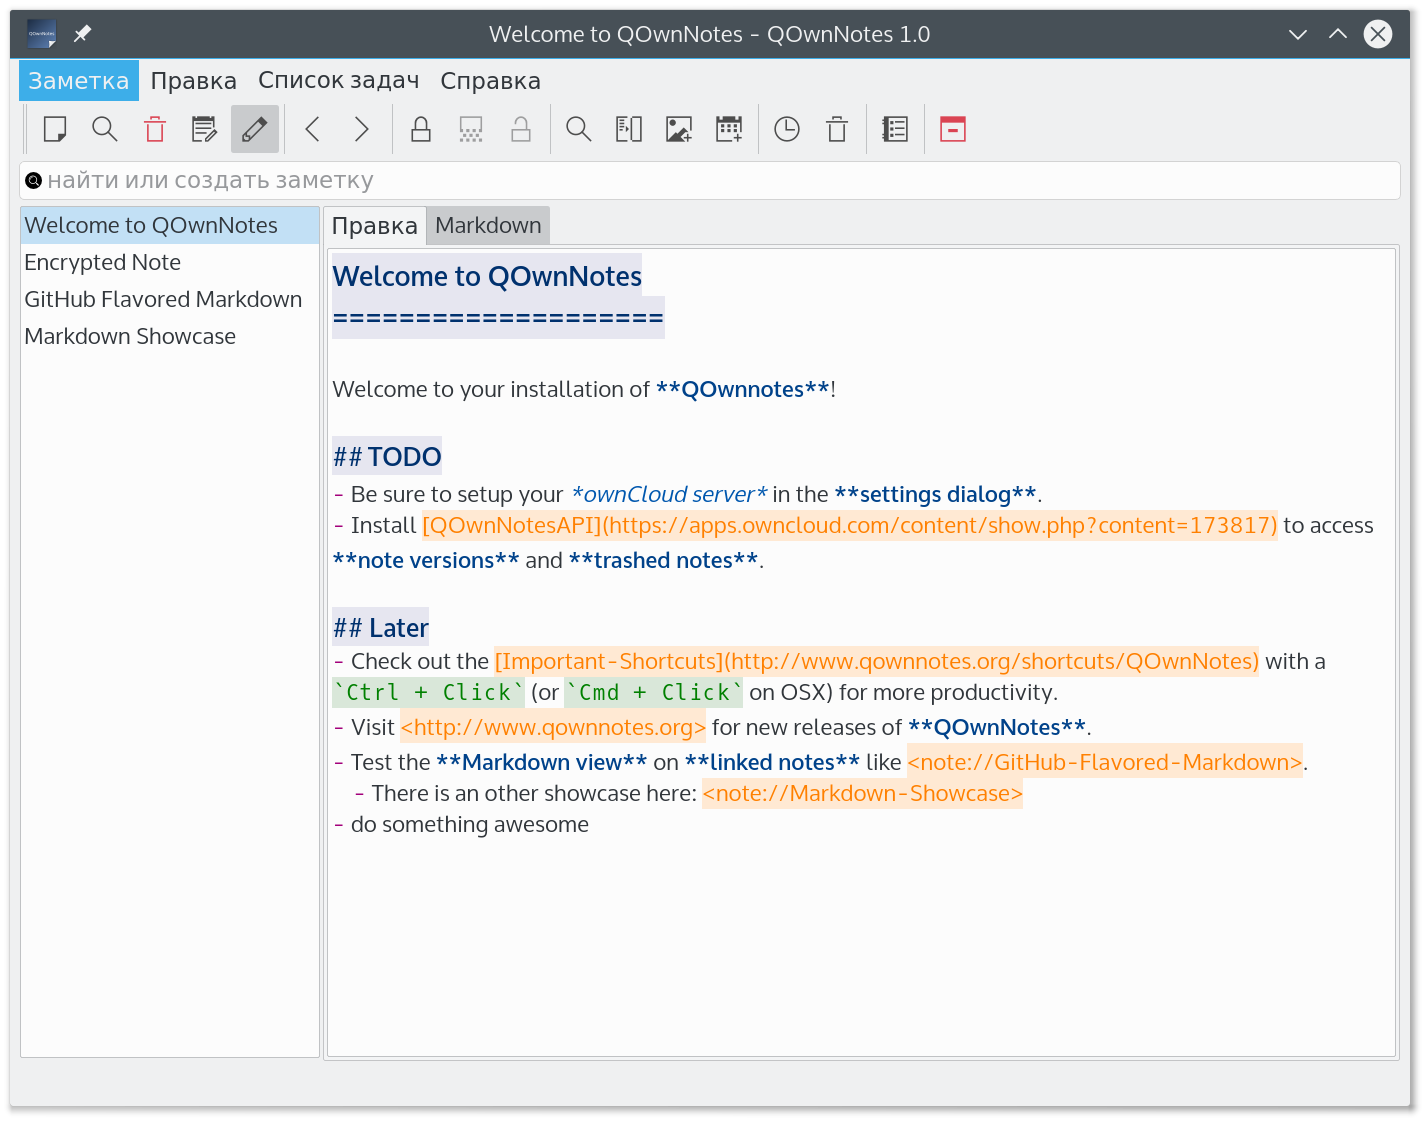 QOwnNotes
Welcome to QOwnNotes - QOwnNotes 1.0
Заметка Правка Список задач Справка
найти или создать заметку
Welcome to QOwnNotes
Encrypted Note
GitHub Flavored Markdown
Markdown Showcase
Правка Markdown
Welcome to QOwnNotes
====================
Welcome to your installation of **QOwnnotes**!
## TODO
- Be sure to setup your *ownCloud server* in the **settings dialog**.
- Install [QOwnNotesAPI](https://apps.owncloud.com/content/show.php?content=173817) to access
**note versions** and **trashed notes**.
## Later
- Check out the [Important-Shortcuts](http://www.qownnotes.org/shortcuts/QOwnNotes) with a
`Ctrl + Click` (or `Cmd + Click` on OSX) for more productivity.
- Visit <http://www.qownnotes.org> for new releases of **QOwnNotes**.
- Test the **Markdown view** on **linked notes** like <note://GitHub-Flavored-Markdown>.
- There is an other showcase here: <note://Markdown-Showcase>
- do something awesome